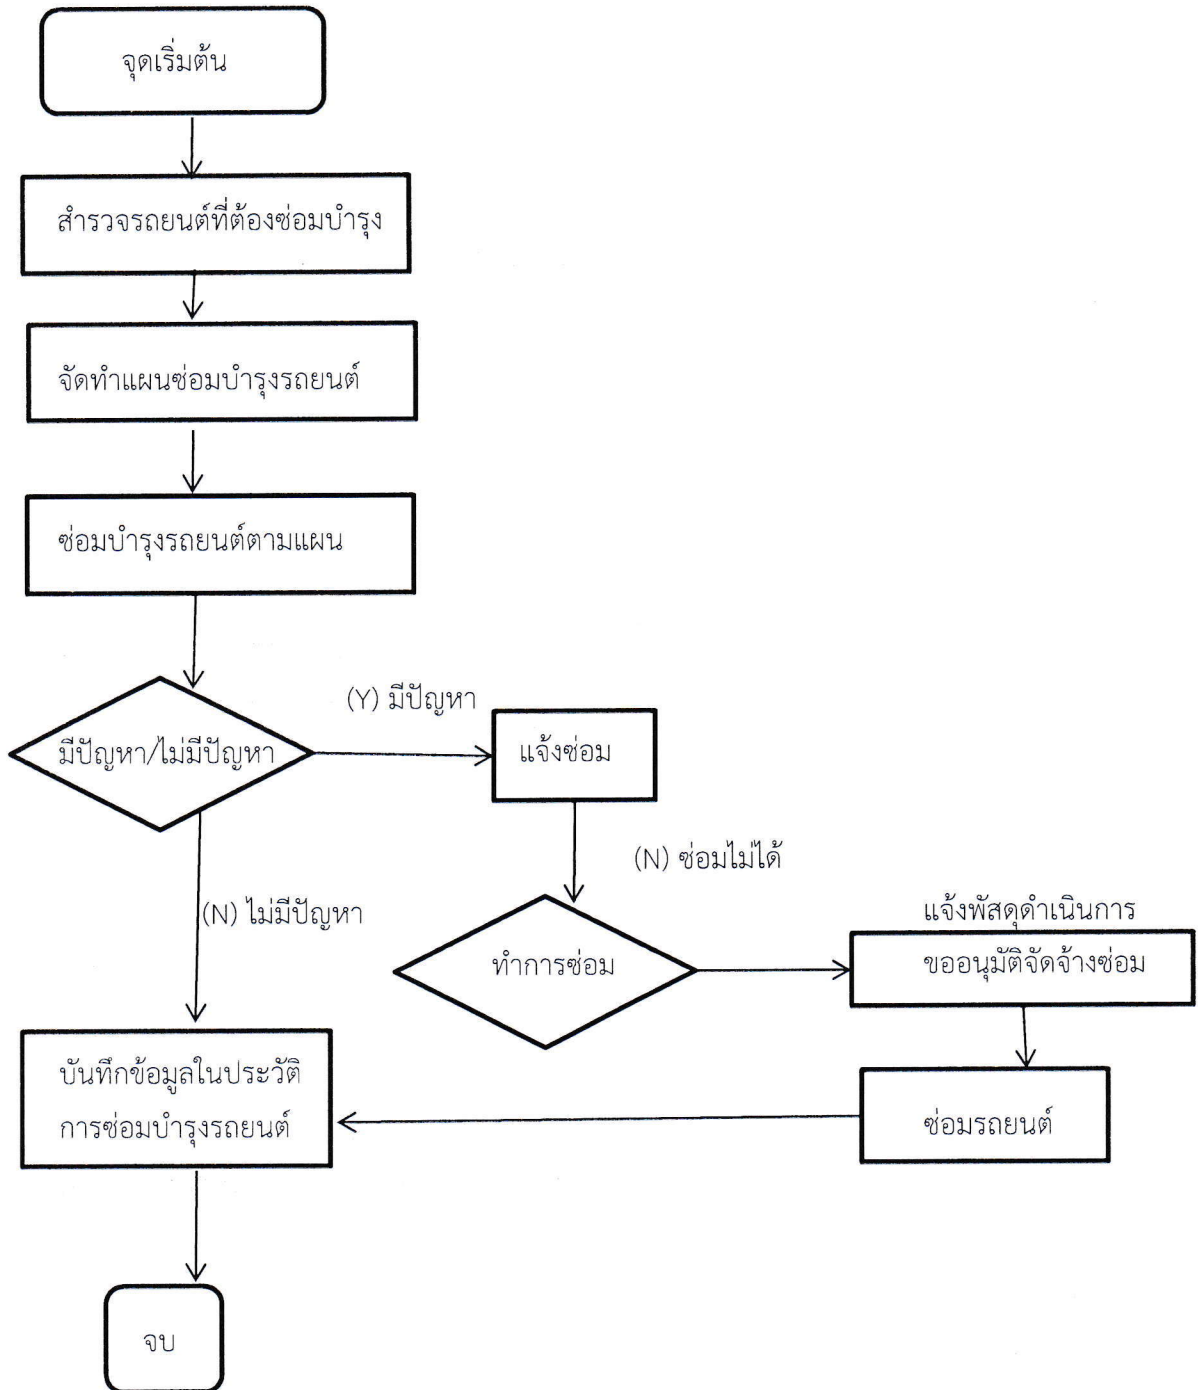 จุดเริ่มต้น
สำรวจรถยนต์ที่ต้องซ่อมบำรุง
จัดทำแผนซ่อมบำรุงรถยนต์
ซ่อมบำรุงรถยนต์ตามแผน
มีปัญหา/ไม่มีปัญหา
(Y) มีปัญหา
แจ้งซ่อม
(N) ซ่อมไม่ได้
(N) ไม่มีปัญหา
ทำการซ่อม
แจ้งพัสดุดำเนินการ
ขออนุมัติจัดจ้างซ่อม
ซ่อมรถยนต์
บันทึกข้อมูลในประวัติ
การซ่อมบำรุงรถยนต์
จบ